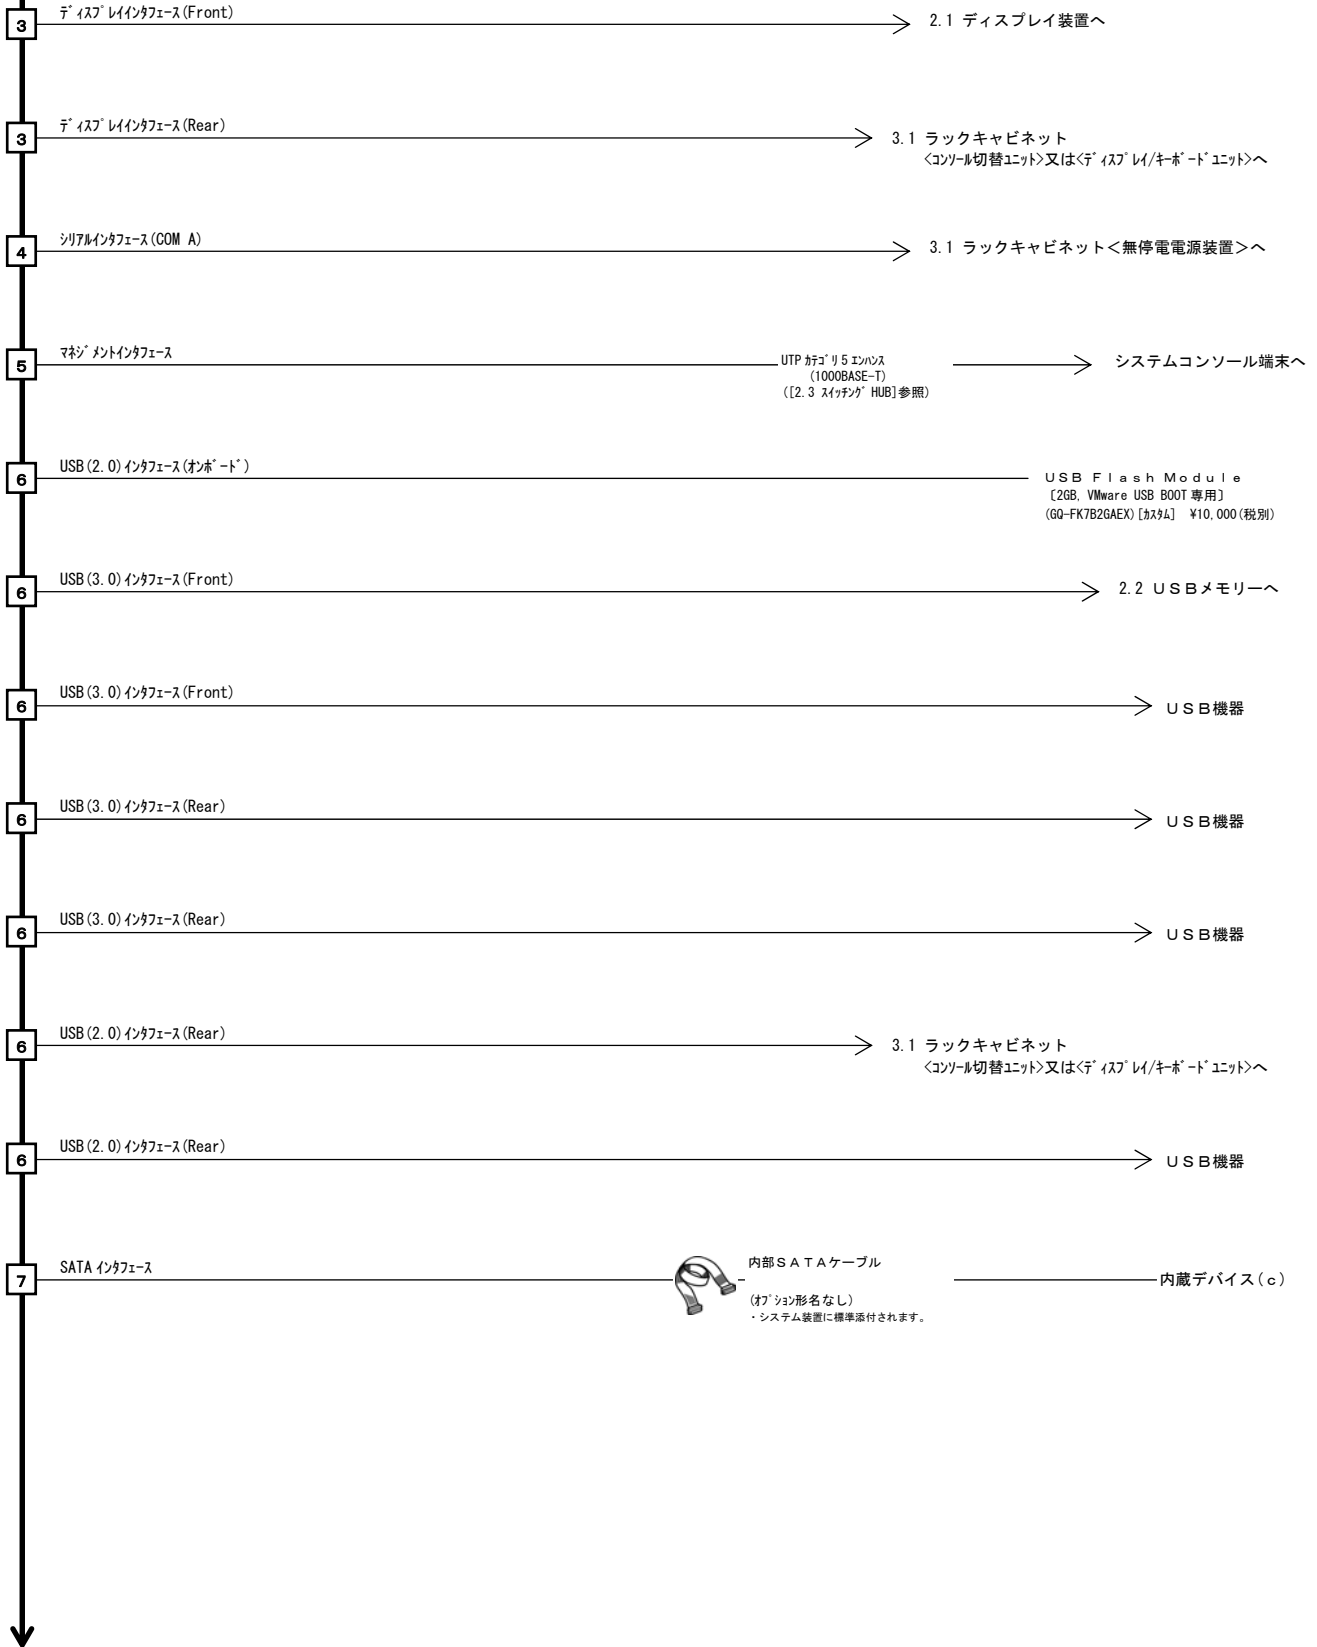 3
ﾃﾞｨｽﾌﾟﾚｲｲﾝﾀﾌｪｰｽ(Front)
2.1 ディスプレイ装置へ
3
ﾃﾞｨｽﾌﾟﾚｲｲﾝﾀﾌｪｰｽ(Rear)
3.1 ラックキャビネット
<ｺﾝｿｰﾙ切替ﾕﾆｯﾄ>又は<ﾃﾞｨｽﾌﾟﾚｲ/ｷｰﾎﾞｰﾄﾞﾕﾆｯﾄ>へ
4
ｼﾘｱﾙｲﾝﾀﾌｪｰｽ(COM A)
3.1 ラックキャビネット＜無停電電源装置＞へ
5
ﾏﾈｼﾞﾒﾝﾄｲﾝﾀﾌｪｰｽ
UTP ｶﾃｺﾞﾘ 5 ｴﾝﾊﾝｽ
(1000BASE-T)
([2.3 ｽｲｯﾁﾝｸﾞ HUB]参照)
システムコンソール端末へ
6
USB(2.0)ｲﾝﾀﾌｪｰｽ(ｵﾝﾎﾞｰﾄﾞ)
ＵＳＢ Ｆｌａｓｈ Ｍｏｄｕｌｅ
〔2GB, VMware USB BOOT 専用〕
(GQ-FK7B2GAEX)[ｶｽﾀﾑ] ¥10,000(税別)
6
USB(3.0)ｲﾝﾀﾌｪｰｽ(Front)
2.2 ＵＳＢメモリーへ
6
USB(3.0)ｲﾝﾀﾌｪｰｽ(Front)
ＵＳＢ機器
6
USB(3.0)ｲﾝﾀﾌｪｰｽ(Rear)
ＵＳＢ機器
6
USB(3.0)ｲﾝﾀﾌｪｰｽ(Rear)
ＵＳＢ機器
6
USB(2.0)ｲﾝﾀﾌｪｰｽ(Rear)
3.1 ラックキャビネット
<ｺﾝｿｰﾙ切替ﾕﾆｯﾄ>又は<ﾃﾞｨｽﾌﾟﾚｲ/ｷｰﾎﾞｰﾄﾞﾕﾆｯﾄ>へ
6
USB(2.0)ｲﾝﾀﾌｪｰｽ(Rear)
ＵＳＢ機器
7
SATA ｲﾝﾀﾌｪｰｽ
内部ＳＡＴＡケーブル
(ｵﾌﾟｼｮﾝ形名なし)
・システム装置に標準添付されます。
内蔵デバイス(ｃ)